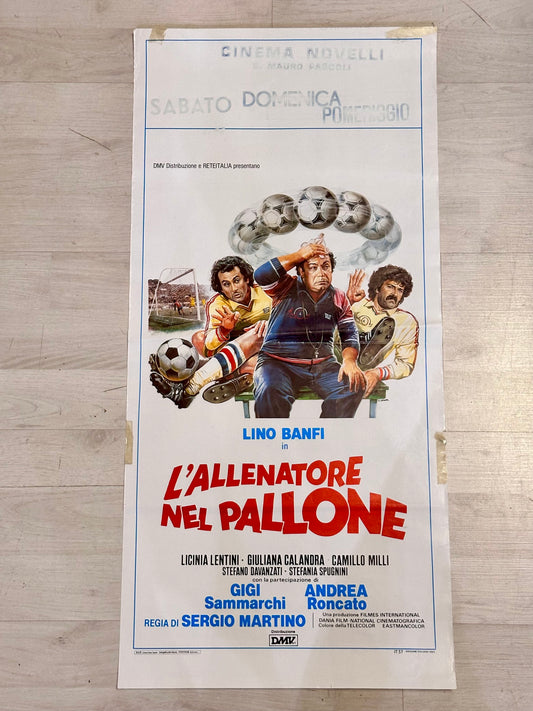 CINEMA NOVELLI
S. MAURO PASCOLI
SABATO DOMENICA POMERIGGIO
DMV Distribuzione e RETEITALIA presentano
LINO BANFI
in
L'ALLENATORE
NEL PALLONE
LICINIA LENTINI - GIULIANA CALANDRA CAMILLO MILLI
STEFANO DAVANZATI - STEFANIA SPUGNINI
con la partecipazione di
GIGI ANDREA
Sammarchi Roncato
REGIA DI SERGIO MARTINO
Una produzione FILMES INTERNATIONAL
DANIA FILM - NATIONAL CINEMATOGRAFICA
Colore della TELECOLOR EASTMANCOLOR
Distribuzione
DMV